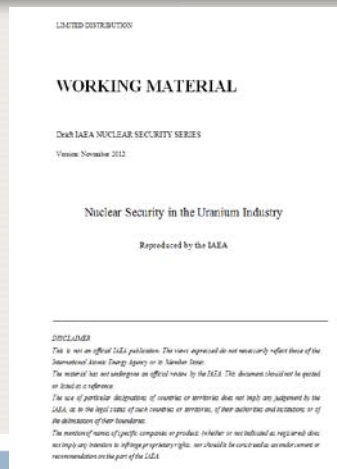 LIMITED DISTRIBUTION
WORKING MATERIAL
Draft IAEA NUCLEAR SECURITY SERIES
Version: November 2012
Nuclear Security in the Uranium Industry
Reproduced by the IAEA
DISCLAIMER
This is not an official IAEA publication. The views expressed do not necessarily reflect those of the
International Atomic Energy Agency or its Member States.
The material has not undergone an official review by the IAEA. This document should not be quoted
or listed as a reference.
The use of particular designations of countries or territories does not imply any judgement by the
IAEA, as to the legal status of such countries or territories, of their authorities and institutions or of
the delimitation of their boundaries.
The mention of names of specific companies or products (whether or not indicated as registered) does
not imply any intention to infringe proprietary rights, nor should it be construed as an endorsement or
recommendation on the part of the IAEA.